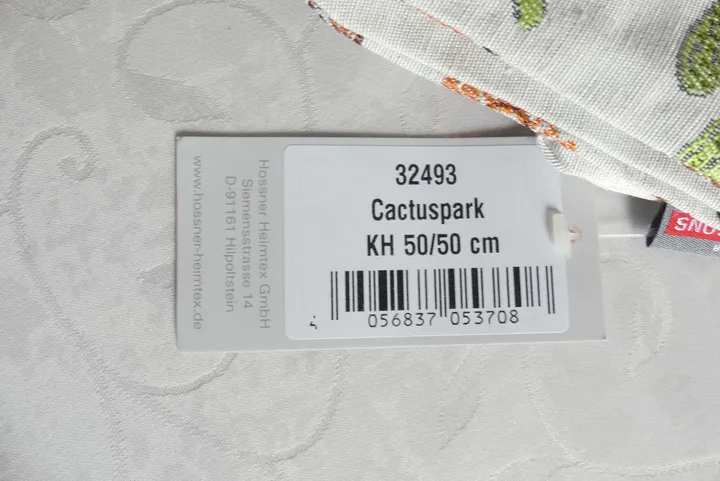 32493
Cactuspark
KH 50/50 cm
4 056837 053708
Hossner Heimtex GmbH
Siemensstrasse 14
D-91161 Hilpoltstein
www.hossner-heimtex.de